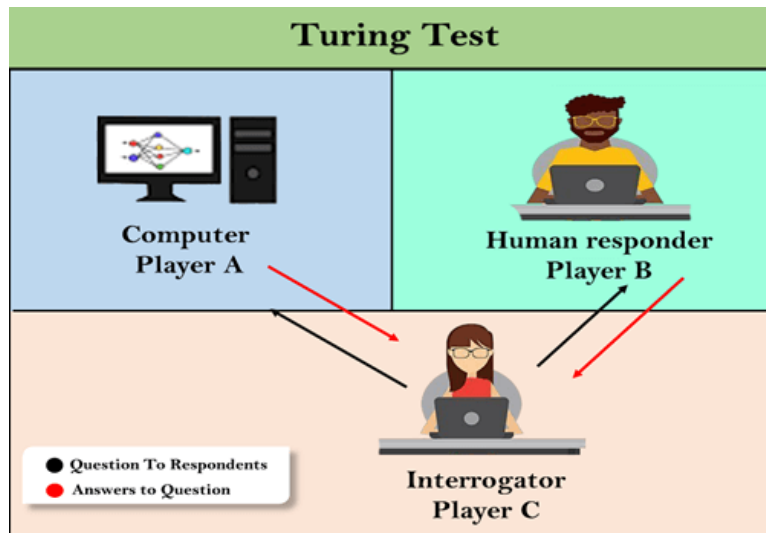 Turing Test
Computer
Player A
Human responder
Player B
Interrogator
Player C
Question To Respondents
Answers to Question